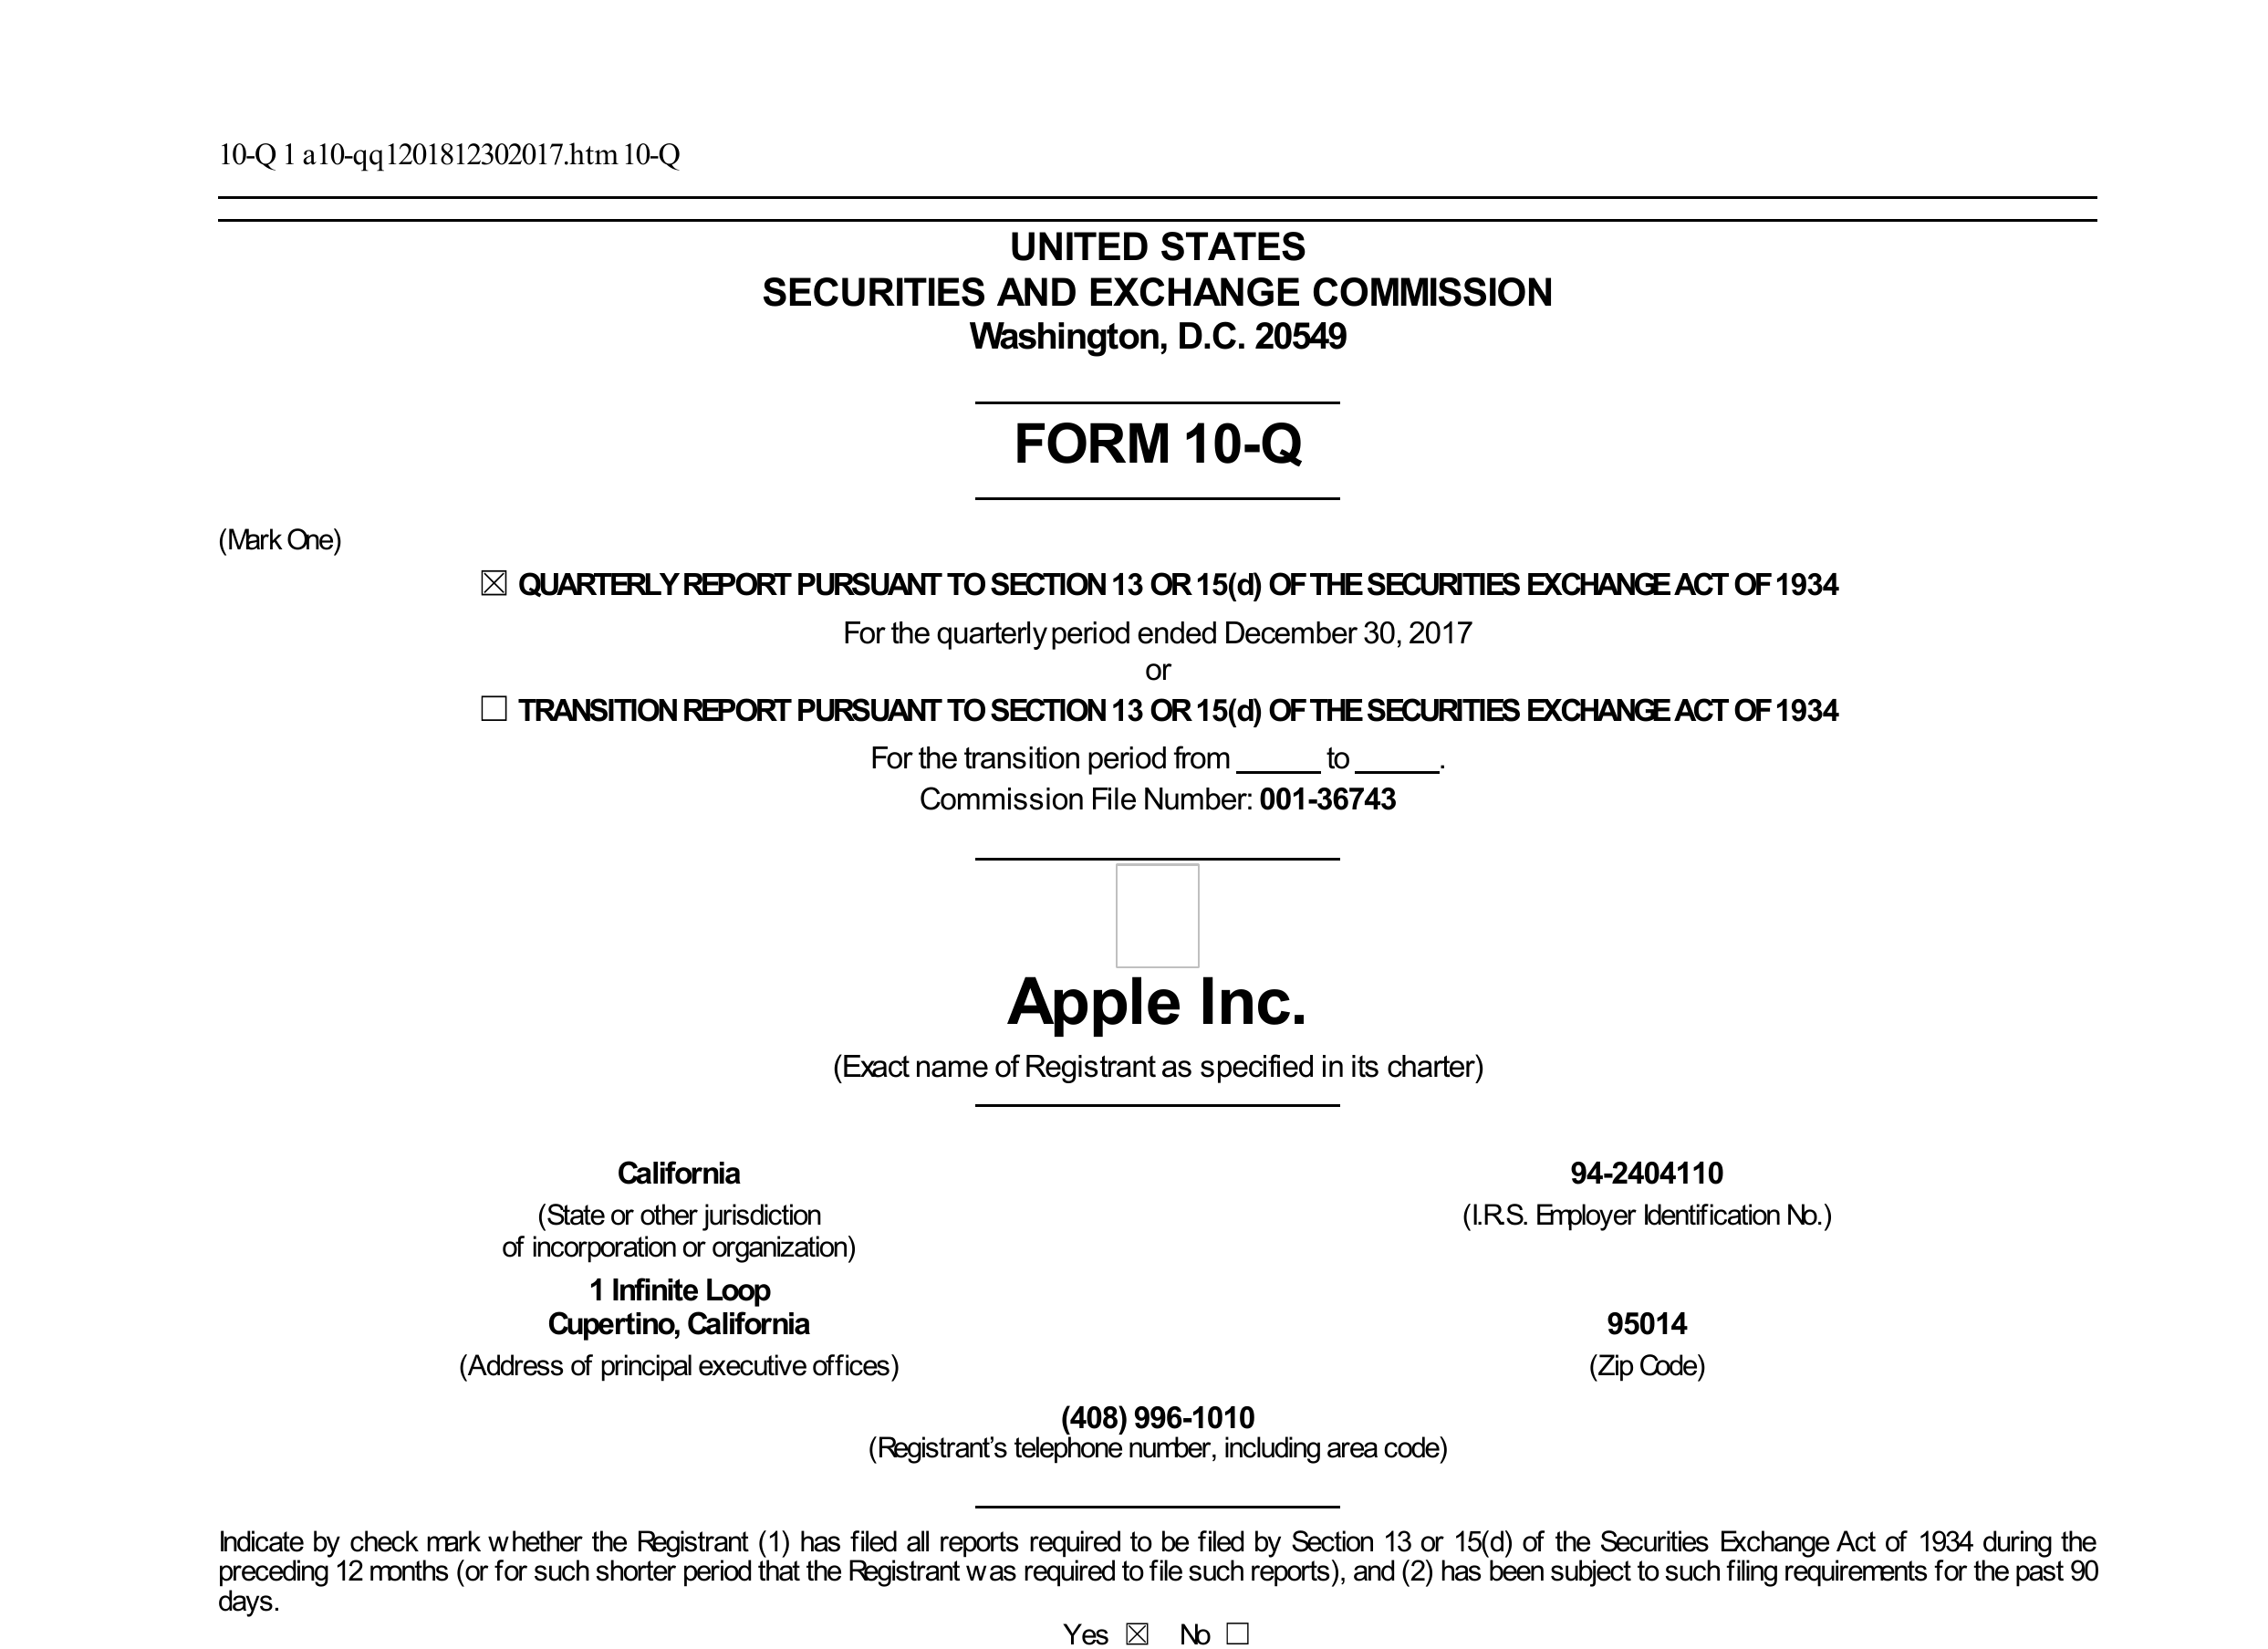 10-Q 1 a10-qq1201812302017.htm 10-Q
UNITED STATES
SECURITIES AND EXCHANGE COMMISSION
Washington, D.C. 20549
FORM 10-Q
(Mark One)
☒ QUARTERLY REPORT PURSUANT TO SECTION 13 OR 15(d) OF THE SECURITIES EXCHANGE ACT OF 1934
For the quarterly period ended December 30, 2017
or
☐ TRANSITION REPORT PURSUANT TO SECTION 13 OR 15(d) OF THE SECURITIES EXCHANGE ACT OF 1934
For the transition period from ______ to ______.
Commission File Number: 001-36743
Apple Inc.
(Exact name of Registrant as specified in its charter)
California 94-2404110
(State or other jurisdiction (I.R.S. Employer Identification No.)
of incorporation or organization)
1 Infinite Loop
Cupertino, California 95014
(Address of principal executive offices) (Zip Code)
(408) 996-1010
(Registrant's telephone number, including area code)
Indicate by check mark whether the Registrant (1) has filed all reports required to be filed by Section 13 or 15(d) of the Securities Exchange Act of 1934 during the
preceding 12 months (or for such shorter period that the Registrant was required to file such reports), and (2) has been subject to such filing requirements for the past 90
days.
Yes ☒ No ☐